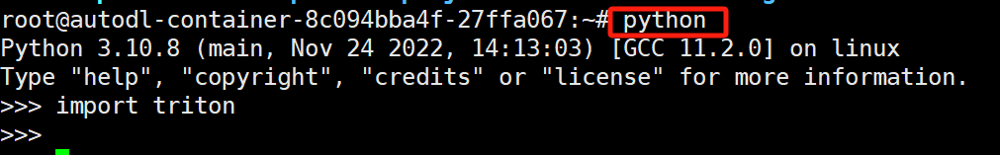 root@autodl-container-8c094bba4f-27ffa067:~# python
Python 3.10.8 (main, Nov 24 2022, 14:13:03) [GCC 11.2.0] on linux
Type "help", "copyright", "credits" or "license" for more information.
>>> import triton
>>>